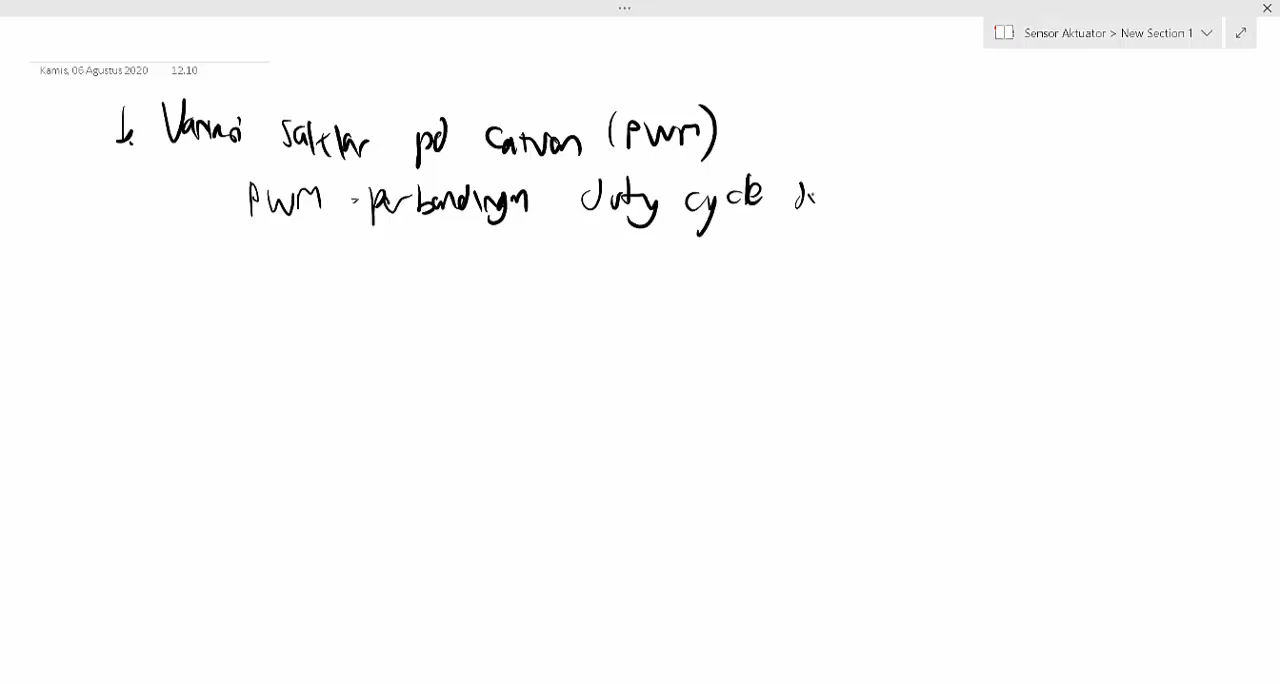 Sensor Aktuator > New Section 1
Kamis, 06 Agustus 2020 12.10
1. Variasi saklar pd (PWM)
PWM → perbandingan duty cycle